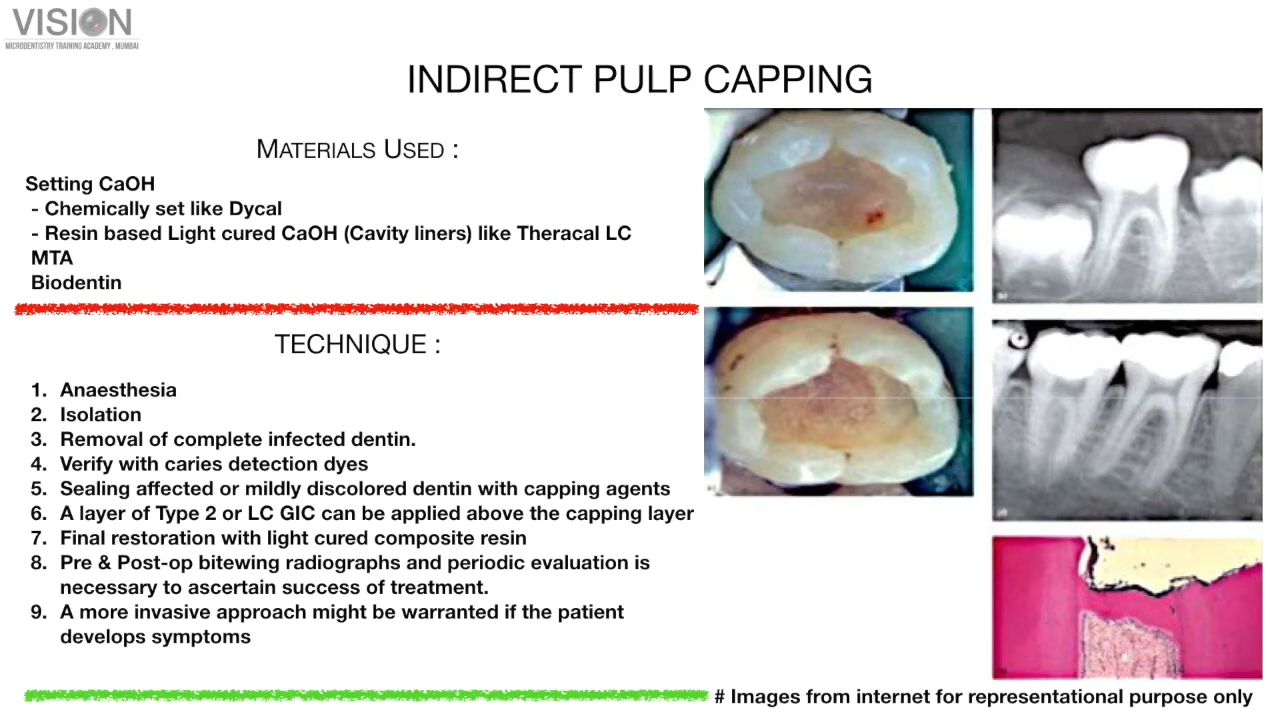 VISION
MICRODENTISTRY TRAINING ACADEMY , MUMBAI
INDIRECT PULP CAPPING
MATERIALS USED :
Setting CaOH
- Chemically set like Dycal
- Resin based Light cured CaOH (Cavity liners) like Theracal LC
MTA
Biodentin
TECHNIQUE :
1. Anaesthesia
2. Isolation
3. Removal of complete infected dentin.
4. Verify with caries detection dyes
5. Sealing affected or mildly discolored dentin with capping agents
6. A layer of Type 2 or LC GIC can be applied above the capping layer
7. Final restoration with light cured composite resin
8. Pre & Post-op bitewing radiographs and periodic evaluation is
necessary to ascertain success of treatment.
9. A more invasive approach might be warranted if the patient
develops symptoms
# Images from internet for representational purpose only